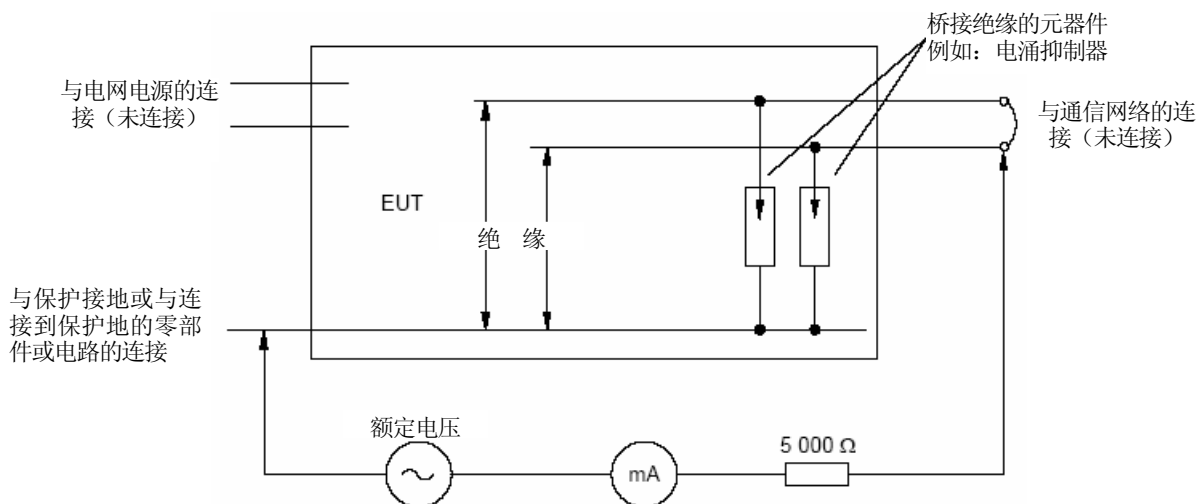 桥接绝缘的元器件
例如：电涌抑制器
与电网电源的连
接（未连接）
与通信网络的连
接（未连接）
EUT
绝 缘
与保护接地或与连
接到保护地的零部
件或电路的连接
额定电压
mA
5 000 Ω